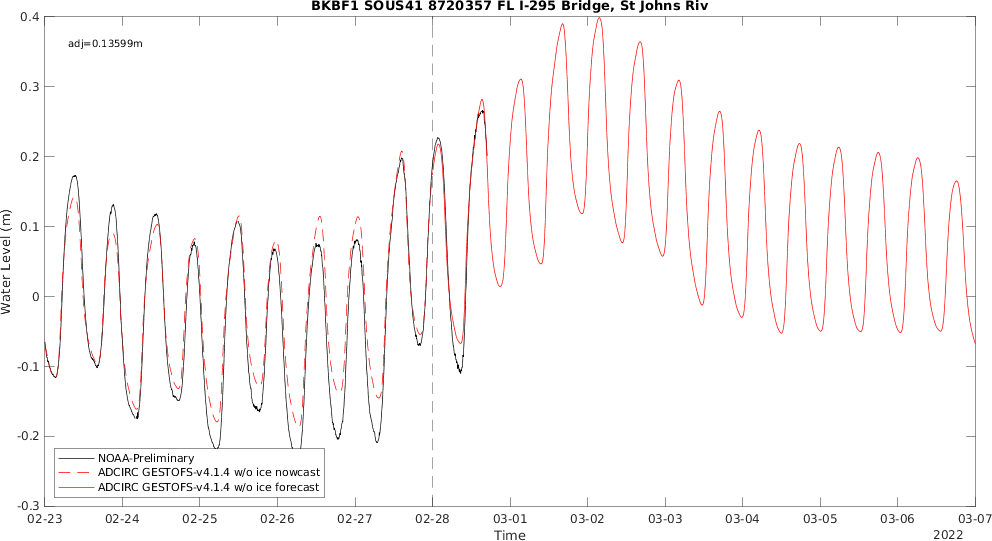 BKBF1 SOUS41 8720357 FL I-295 Bridge, St Johns Riv
adj=0.13599m
0.4
0.3
0.2
0.1
0
-0.1
-0.2
-0.3
Water Level (m)
NOAA-Preliminary
ADCIRC GESTOFS-v4.1.4 w/o ice nowcast
ADCIRC GESTOFS-v4.1.4 w/o ice forecast
02-23 02-24 02-25 02-26 02-27 02-28 03-01 03-02 03-03 03-04 03-05 03-06 03-07
Time
2022